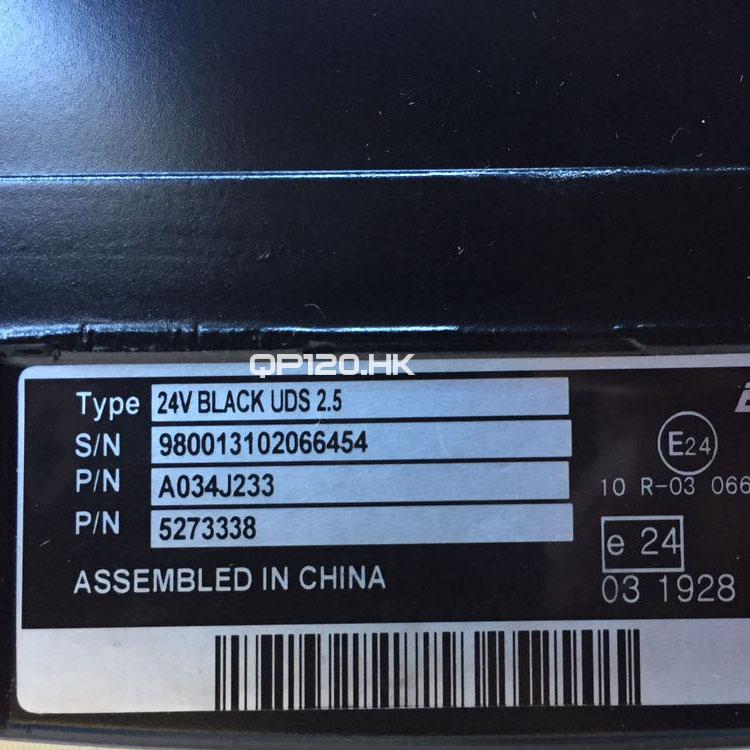 QP120.HK
Type 24V BLACK UDS 2.5
S/N 980013102066454
P/N A034J233
P/N 5273338
ASSEMBLED IN CHINA
E24
10 R-03 066
e 24
03 1928